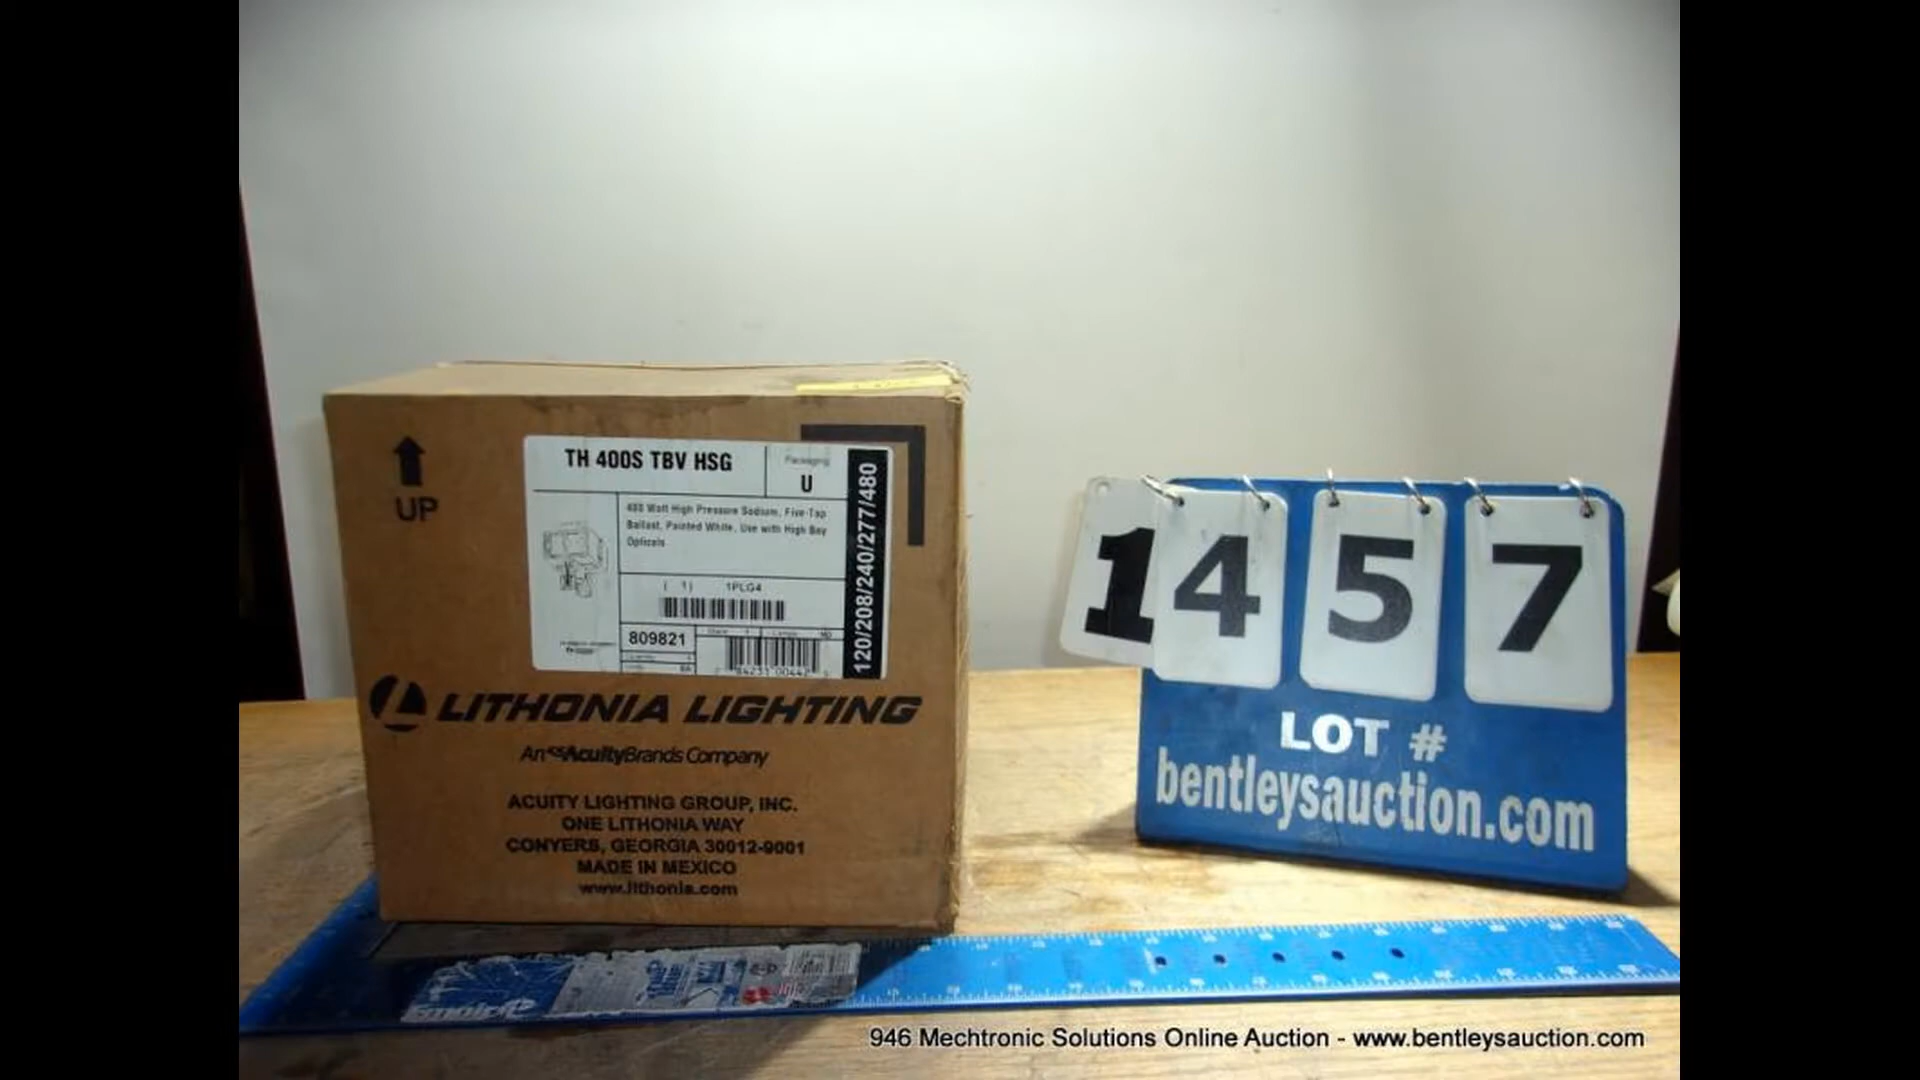 TH 400S TBV HSG
Packaging
U
400 Watt High Pressure Sodium, Five-Tap
Ballast, Painted White, Use with High Bay
Opticals
( 1) 1PLG4
809821
120/208/240/277/480
UP
LITHONIA LIGHTING
An AcuityBrands Company
ACUITY LIGHTING GROUP, INC.
ONE LITHONIA WAY
CONYERS, GEORGIA 30012-9001
MADE IN MEXICO
www.lithonia.com
1457
LOT #
bentleysauction.com
946 Mechtronic Solutions Online Auction - www.bentleysauction.com